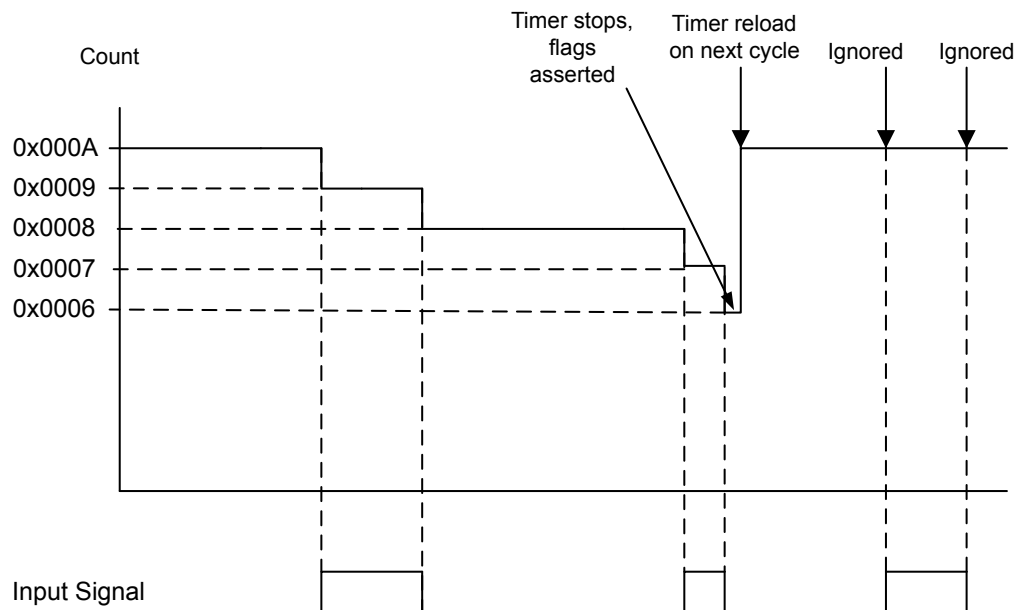 Timer stops,
flags
asserted
Timer reload
on next cycle
Ignored
Ignored
Count
0x000A
0x0009
0x0008
0x0007
0x0006
Input Signal